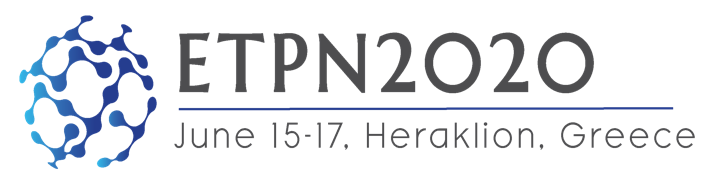 ETPN2020
June 15-17, Heraklion, Greece